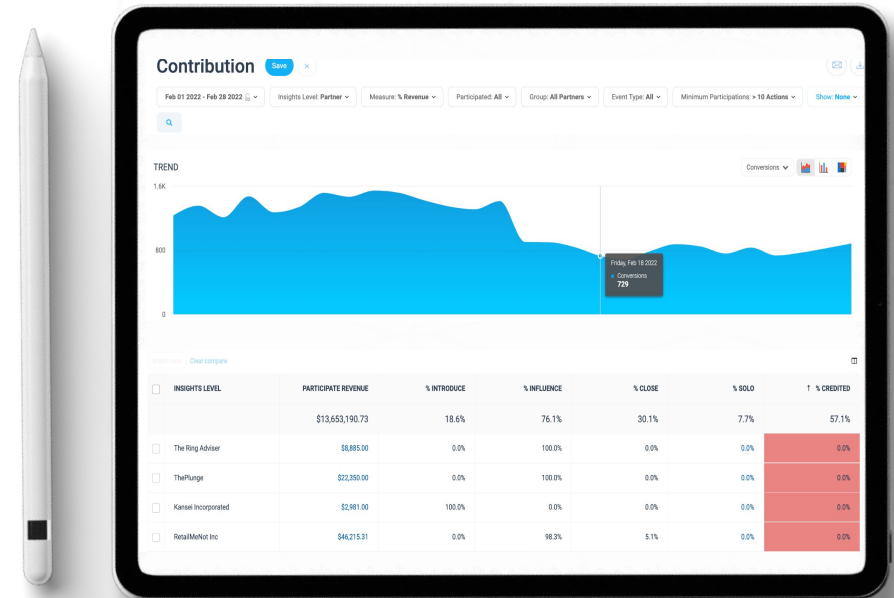 Contribution Save ×
Feb 01 2022 - Feb 28 2022 Insights Level: Partner Measure: % Revenue Participated: All Group: All Partners Event Type: All Minimum Participations: > 10 Actions Show: None
TREND Conversions
1.6K
800
0
Friday, Feb 18 2022
Conversions
729
Clear compare
INSIGHTS LEVEL PARTICIPATE REVENUE % INTRODUCE % INFLUENCE % CLOSE % SOLO ↑ % CREDITED
$13,653,190.73 18.6% 76.1% 30.1% 7.7% 57.1%
The Ring Adviser $8,885.00 0.0% 100.0% 0.0% 0.0% 0.0%
ThePlunge $22,350.00 0.0% 100.0% 0.0% 0.0% 0.0%
Kansei Incorporated $2,981.00 100.0% 0.0% 0.0% 0.0% 0.0%
RetailMeNot Inc $46,215.31 0.0% 98.3% 5.1% 0.0% 0.0%